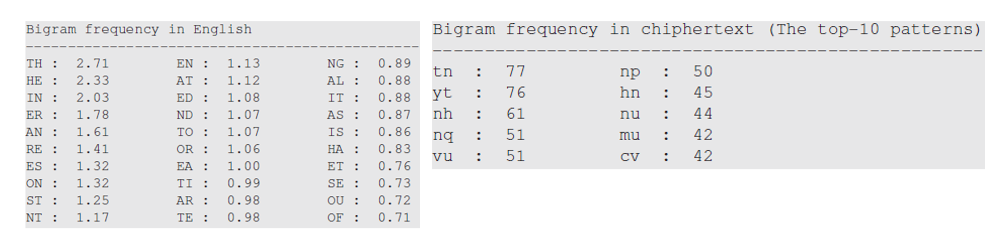 Bigram frequency in English
-------------------------------------------
TH :  2.71        EN :  1.13        NG :  0.89
HE :  2.33        AT :  1.12        AL :  0.88
IN :  2.03        ED :  1.08        IT :  0.88
ER :  1.78        ND :  1.07        AS :  0.87
AN :  1.61        TO :  1.07        IS :  0.86
RE :  1.41        OR :  1.06        HA :  0.83
ES :  1.32        EA :  1.00        ET :  0.76
ON :  1.32        TI :  0.99        SE :  0.73
ST :  1.25        AR :  0.98        OU :  0.72
NT :  1.17        TE :  0.98        OF :  0.71
Bigram frequency in chiphertext (The top-10 patterns)
-----------------------------------------------------
tn  :  77         np  :  50
yt  :  76         hn  :  45
nh  :  61         nu  :  44
nq  :  51         mu  :  42
vu  :  51         cv  :  42